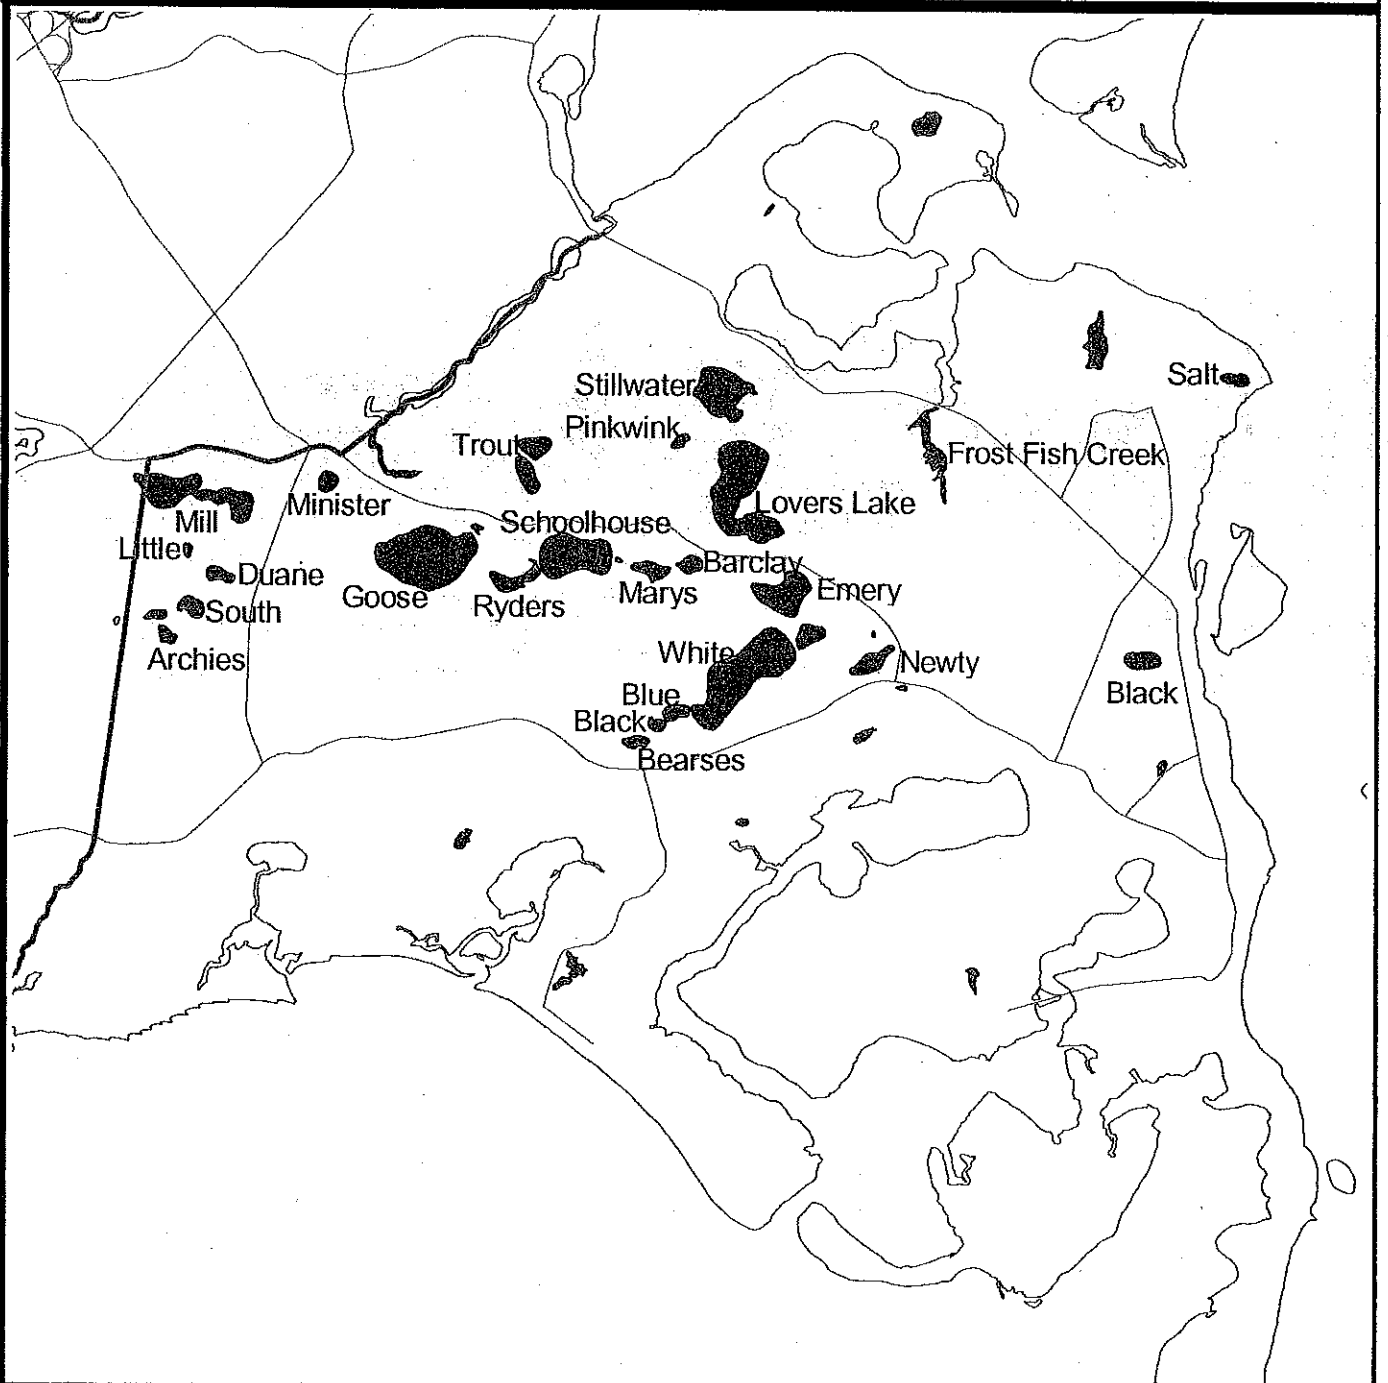 Salt
Stillwater
Pinkwink
Trout
Frost Fish Creek
Minister
Lovers Lake
Mill
Schoolhouse
Little
Barclay
Duane
Emery
Goose
Marys
Ryders
South
White
Archies
Newty
Blue
Black
Black
Bearses